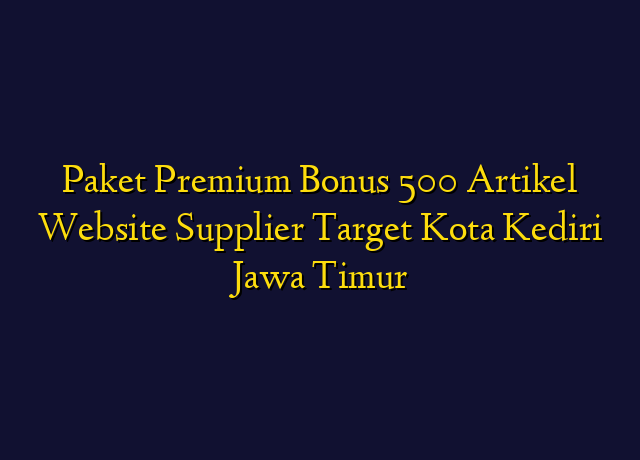 Paket Premium Bonus 500 Artikel
Website Supplier Target Kota Kediri
Jawa Timur